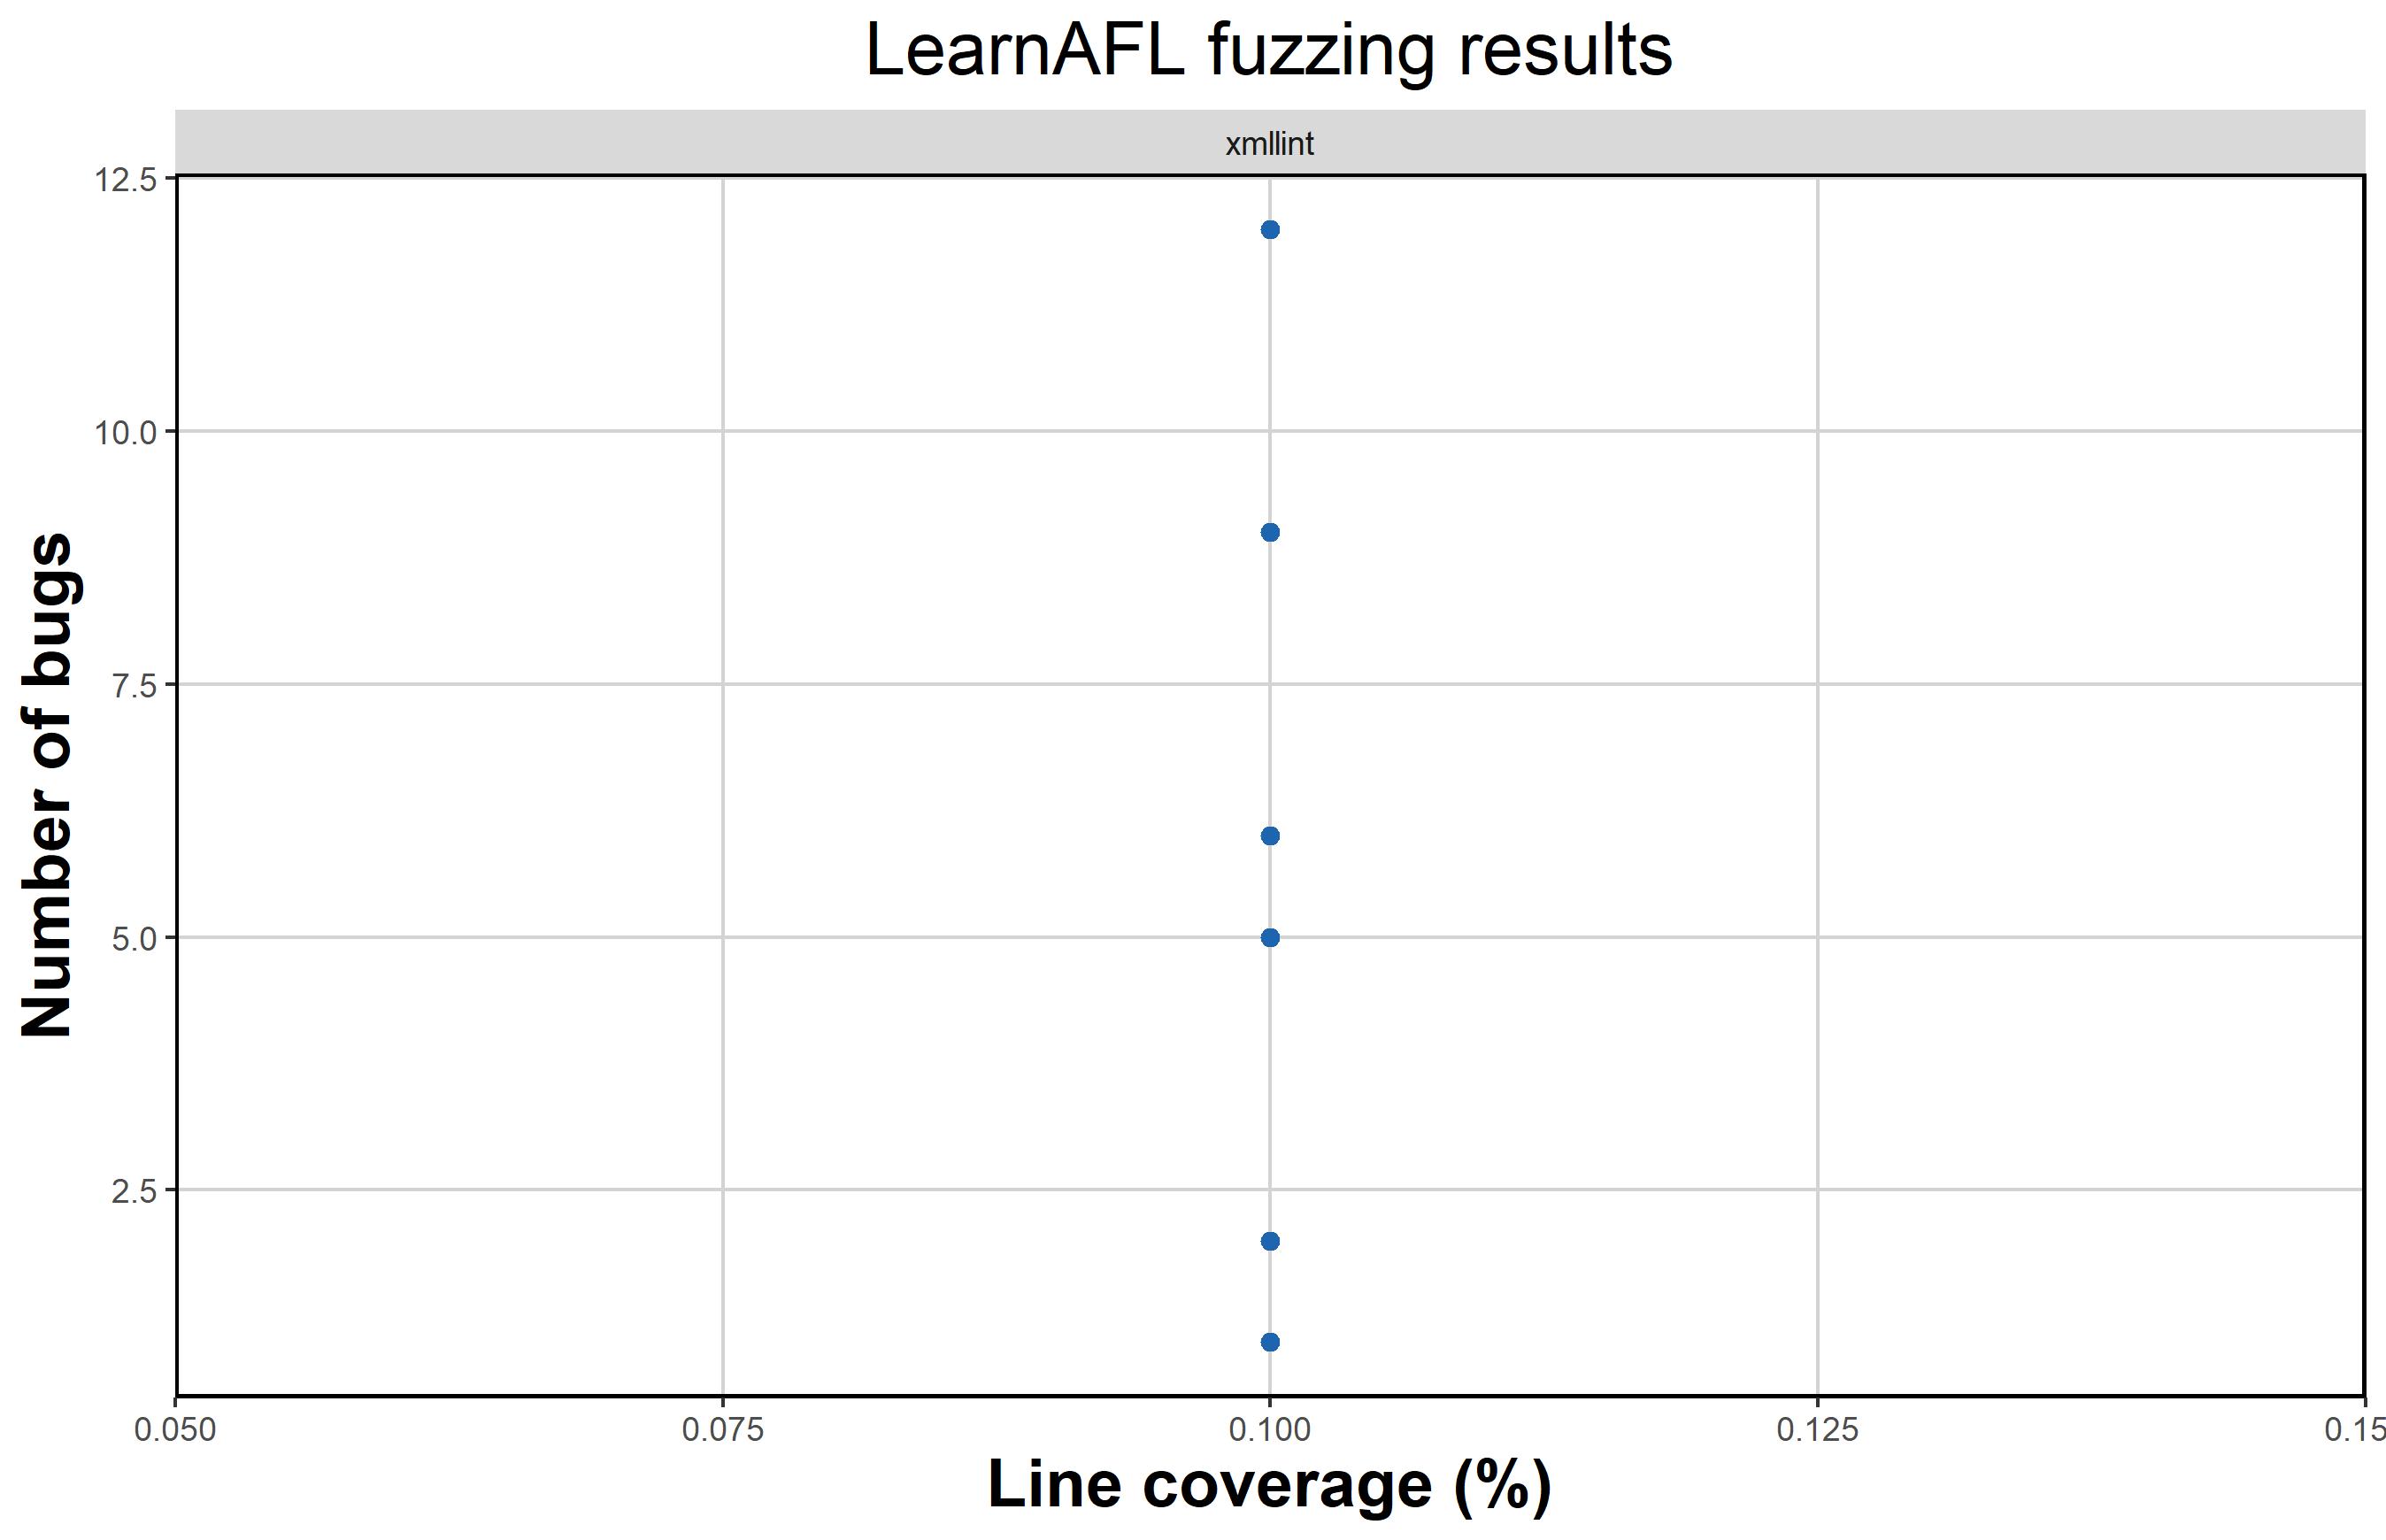 LearnAFL fuzzing results
xmllint
12.5
10.0
7.5
5.0
2.5
Number of bugs
0.050 0.075 0.100 0.125 0.15
Line coverage (%)